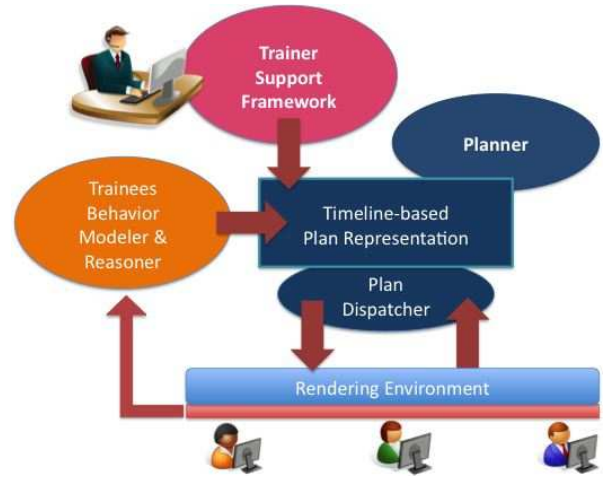 Trainer
Support
Framework
Planner
Trainees
Behavior
Modeler &
Reasoner
Timeline-based
Plan Representation
Plan
Dispatcher
Rendering Environment